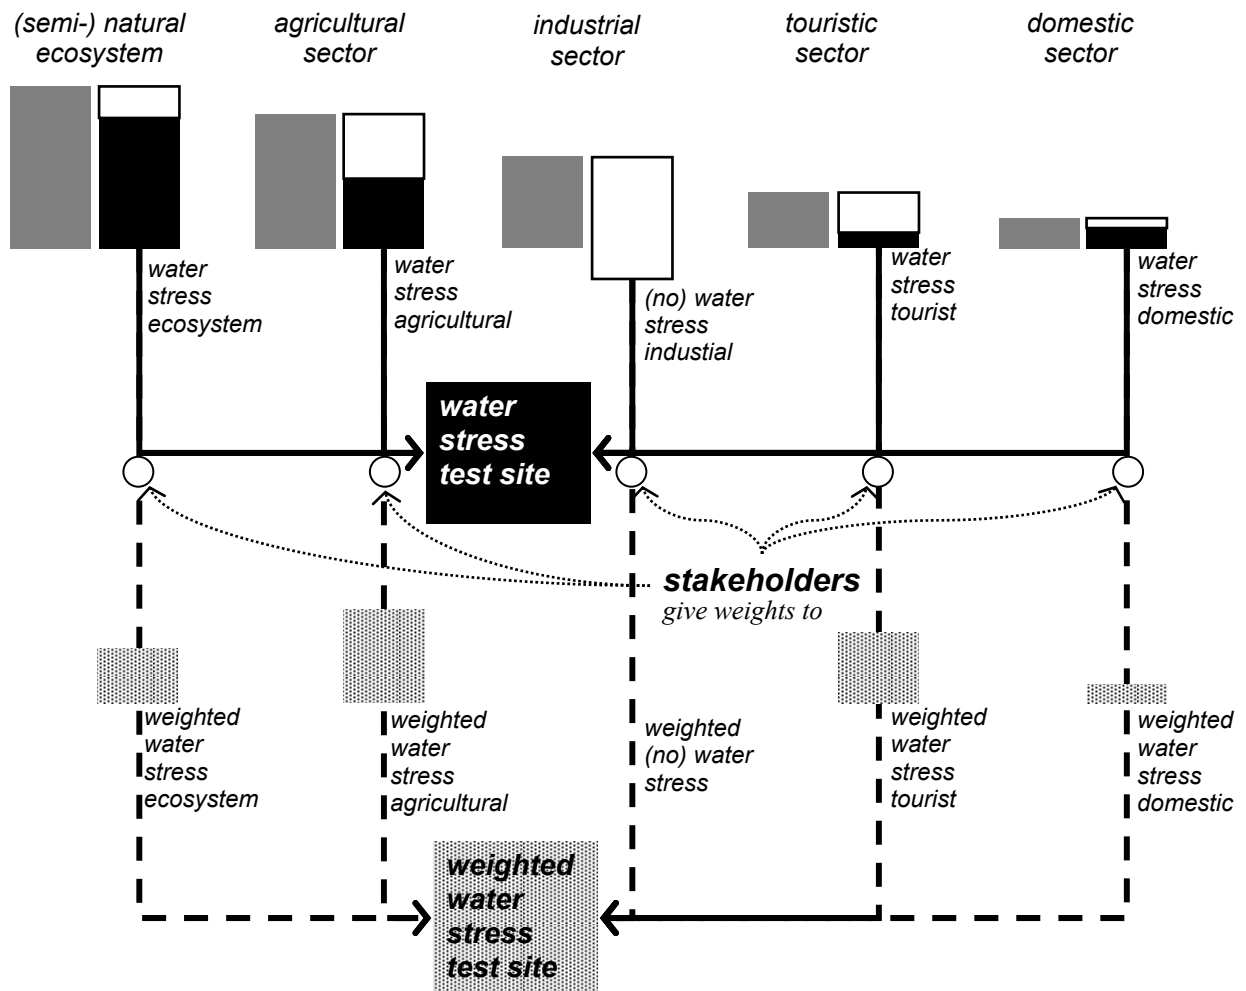 (semi-) natural
ecosystem
agricultural
sector
industrial
sector
touristic
sector
domestic
sector
water
stress
ecosystem
water
stress
agricultural
(no) water
stress
industial
water
stress
tourist
water
stress
domestic
water
stress
test site
stakeholders
give weights to
weighted
water
stress
ecosystem
weighted
water
stress
agricultural
weighted
(no) water
stress
weighted
water
stress
tourist
weighted
water
stress
domestic
weighted
water
stress
test site